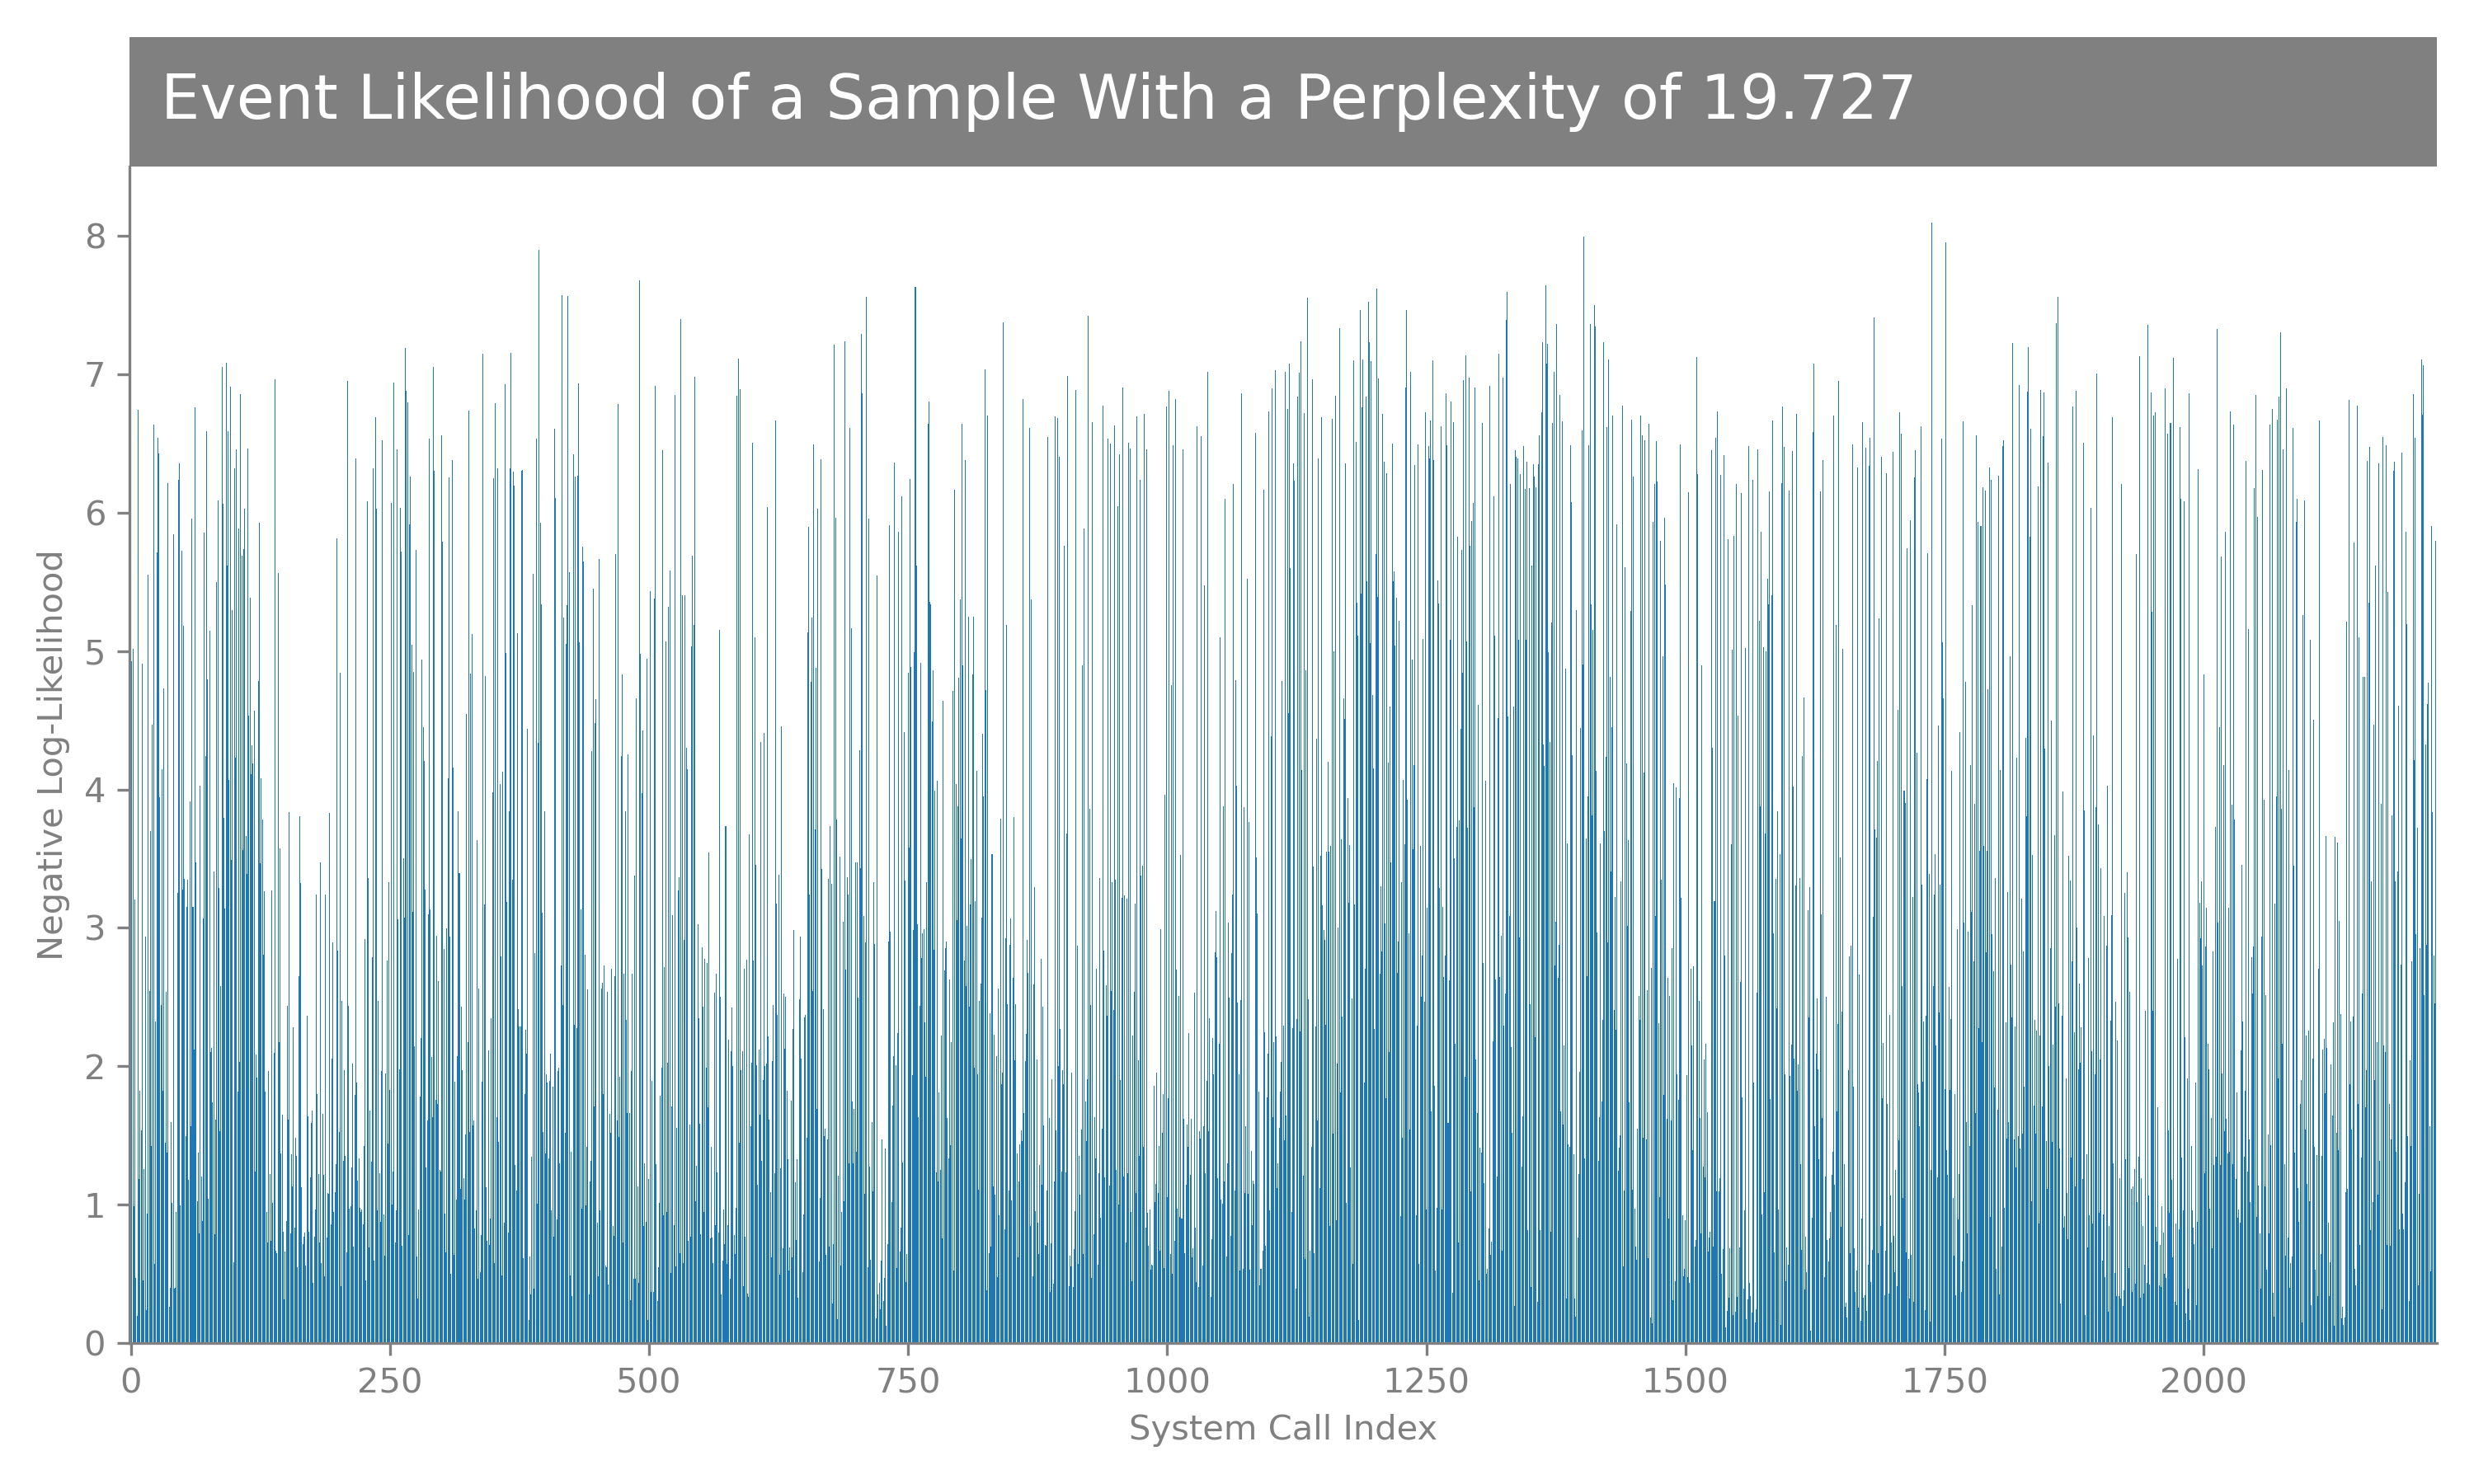 Event Likelihood of a Sample With a Perplexity of 19.727
8
7
6
5
4
3
2
1
0
Negative Log-Likelihood
0 250 500 750 1000 1250 1500 1750 2000
System Call Index